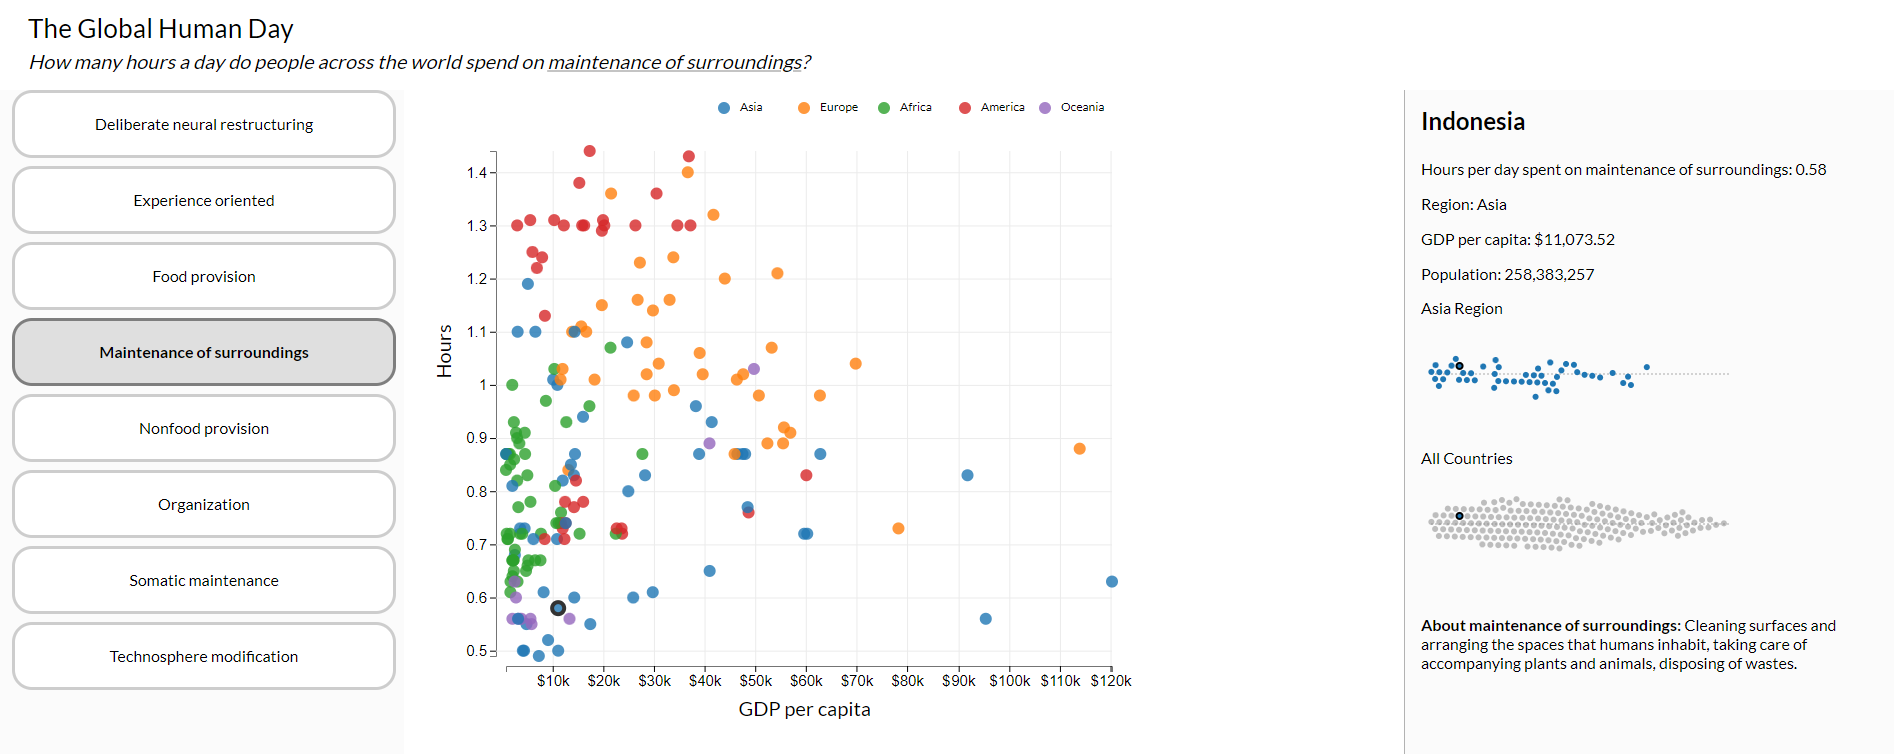 The Global Human Day
How many hours a day do people across the world spend on maintenance of surroundings?
Deliberate neural restructuring
Experience oriented
Food provision
Maintenance of surroundings
Nonfood provision
Organization
Somatic maintenance
Technosphere modification
Asia Europe Africa America Oceania
Hours
1.4
1.3
1.2
1.1
1
0.9
0.8
0.7
0.6
0.5
$10k $20k $30k $40k $50k $60k $70k $80k $90k $100k $110k $120k
GDP per capita
Indonesia
Hours per day spent on maintenance of surroundings: 0.58
Region: Asia
GDP per capita: $11,073.52
Population: 258,383,257
Asia Region
All Countries
About maintenance of surroundings: Cleaning surfaces and
arranging the spaces that humans inhabit, taking care of
accompanying plants and animals, disposing of wastes.